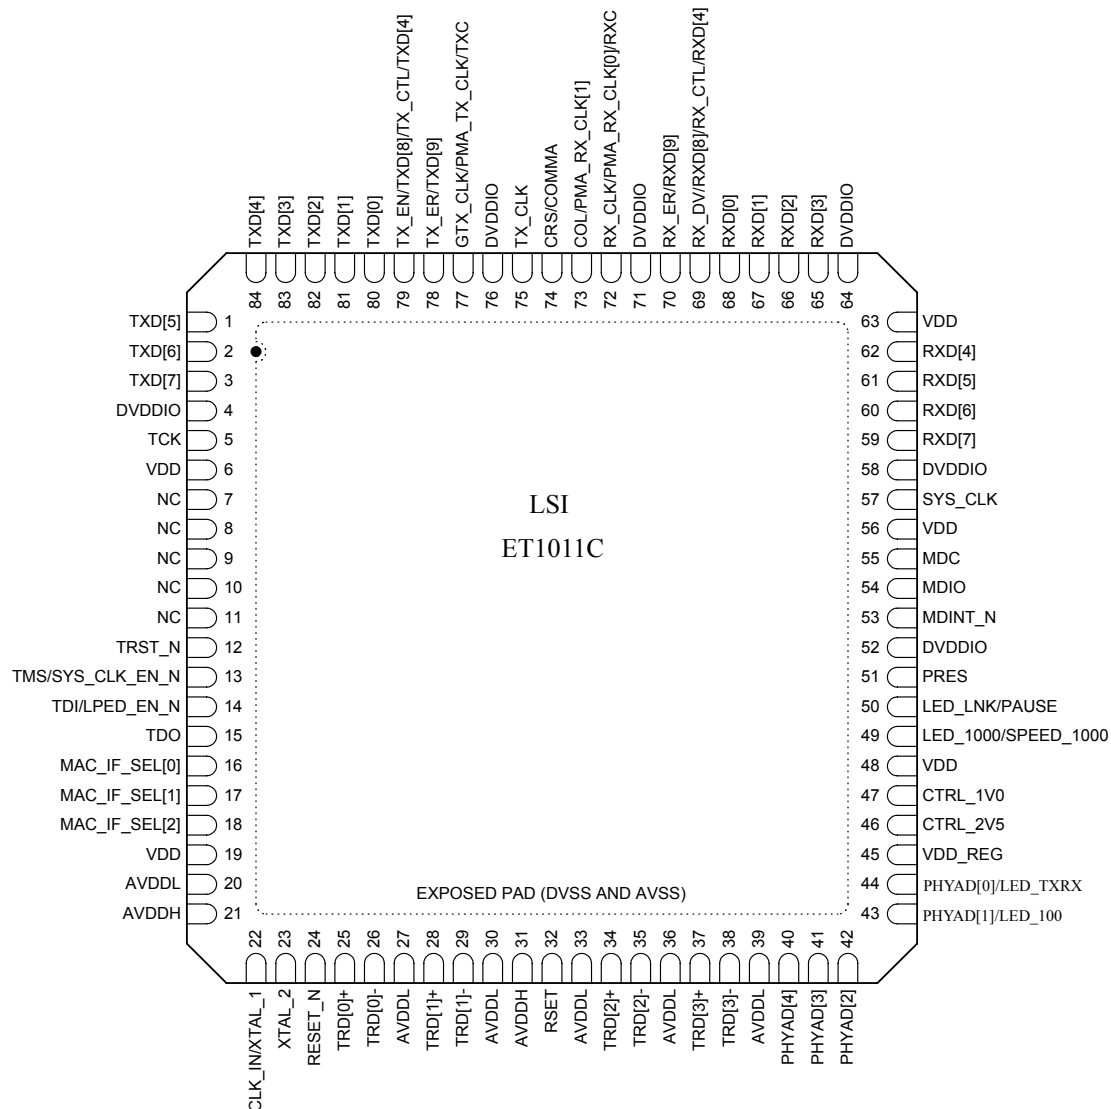 TXD[4]
TXD[3]
TXD[2]
TXD[1]
TXD[0]
TX_EN/TXD[8]/TX_CTL/TXD[4]
TX_ER/TXD[9]
GTX_CLK/PMA_TX_CLK/TXC
DVDDIO
TX_CLK
CRS/COMMA
COL/PMA_RX_CLK[1]
RX_CLK/PMA_RX_CLK[0]/RXC
DVDDIO
RX_ER/RXD[9]
RX_DV/RXD[8]/RX_CTL/RXD[4]
RXD[0]
RXD[1]
RXD[2]
RXD[3]
DVDDIO
84
83
82
81
80
79
78
77
76
75
74
73
72
71
70
69
68
67
66
65
64
TXD[5] 1
TXD[6] 2
TXD[7] 3
DVDDIO 4
TCK 5
VDD 6
NC 7
NC 8
NC 9
NC 10
NC 11
TRST_N 12
TMS/SYS_CLK_EN_N 13
TDI/LPED_EN_N 14
TDO 15
MAC_IF_SEL[0] 16
MAC_IF_SEL[1] 17
MAC_IF_SEL[2] 18
VDD 19
AVDDL 20
AVDDH 21
LSI
ET1011C
EXPOSED PAD (DVSS AND AVSS)
63 VDD
62 RXD[4]
61 RXD[5]
60 RXD[6]
59 RXD[7]
58 DVDDIO
57 SYS_CLK
56 VDD
55 MDC
54 MDIO
53 MDINT_N
52 DVDDIO
51 PRES
50 LED_LNK/PAUSE
49 LED_1000/SPEED_1000
48 VDD
47 CTRL_1V0
46 CTRL_2V5
45 VDD_REG
44 PHYAD[0]/LED_TXRX
43 PHYAD[1]/LED_100
22
23
24
25
26
27
28
29
30
31
32
33
34
35
36
37
38
39
40
41
42
CLK_IN/XTAL_1
XTAL_2
RESET_N
TRD[0]+
TRD[0]-
AVDDL
TRD[1]+
TRD[1]-
AVDDL
AVDDH
RSET
AVDDL
TRD[2]+
TRD[2]-
AVDDL
TRD[3]+
TRD[3]-
AVDDL
PHYAD[4]
PHYAD[3]
PHYAD[2]